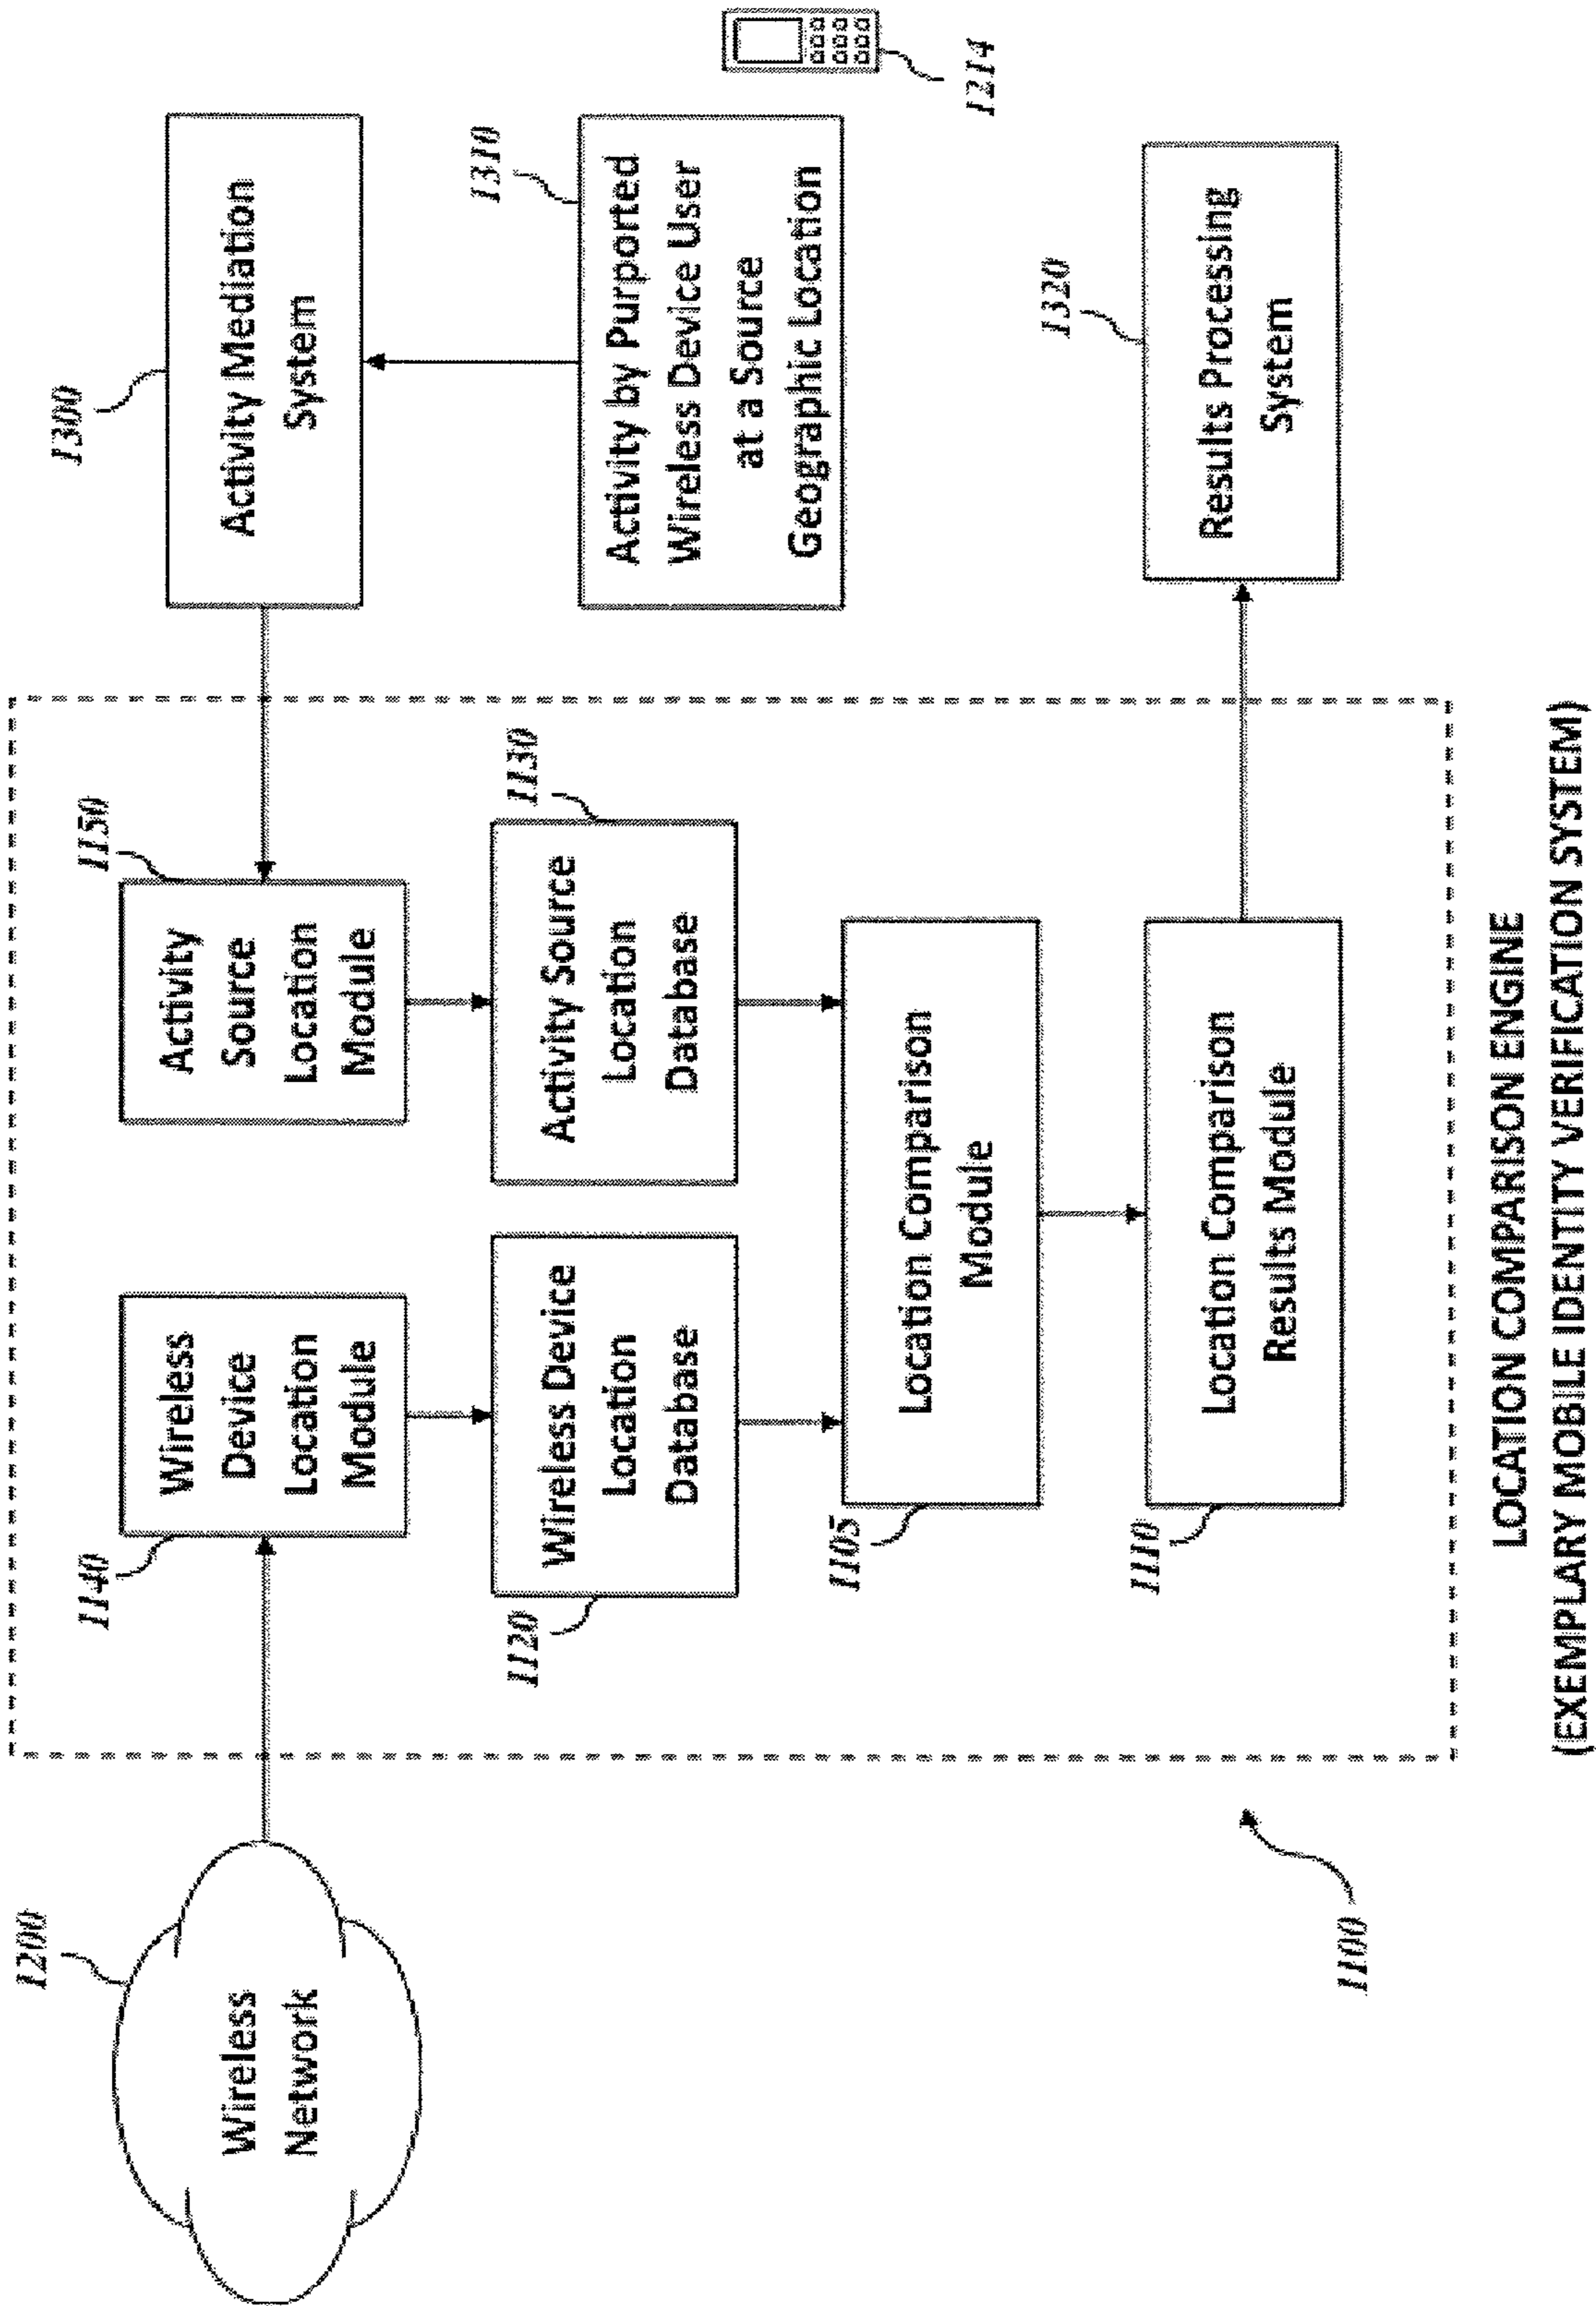 1200
Wireless
Network
1140
Wireless
Device
Location
Module
1150
Activity
Source
Location
Module
1300
Activity Mediation
System
1120
Wireless Device
Location
Database
1130
Activity Source
Location
Database
1310
Activity by Purported
Wireless Device User
at a Source
Geographic Location
1214
1105
Location Comparison
Module
1110
Location Comparison
Results Module
1320
Results Processing
System
1100
LOCATION COMPARISON ENGINE
(EXEMPLARY MOBILE IDENTITY VERIFICATION SYSTEM)